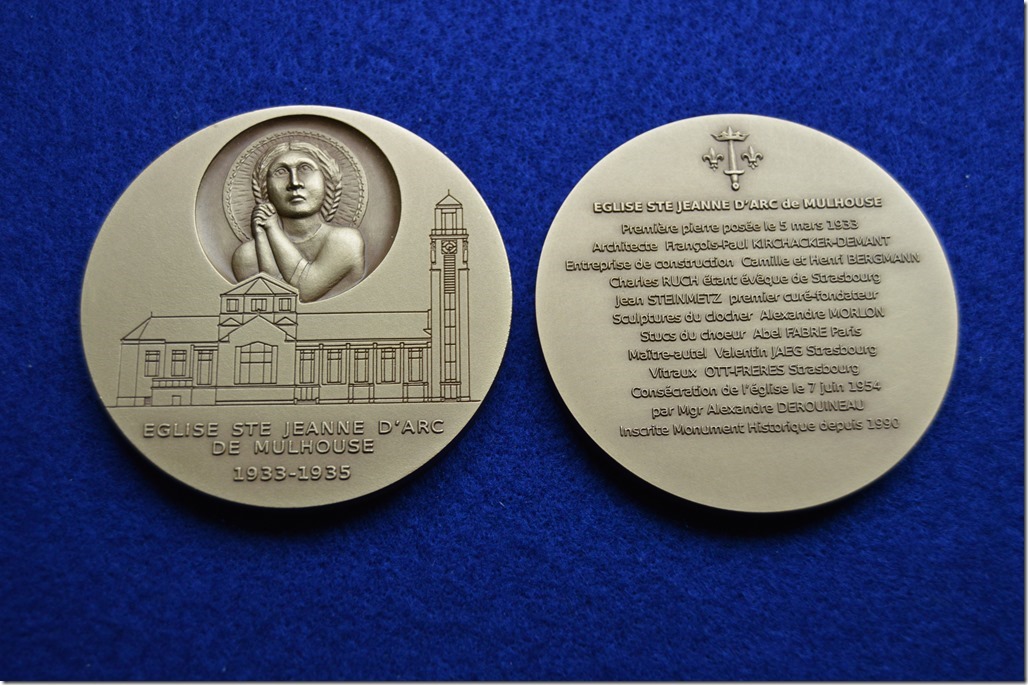 EGLISE STE JEANNE D'ARC
DE MULHOUSE
1933-1935
EGLISE STE JEANNE D'ARC de MULHOUSE
Première pierre posée le 5 mars 1933
Architecte François-Paul KIRCHACKER-DEMANT
Entreprise de construction Camille et Henri BERGMANN
Charles RUCH étant évêque de Strasbourg
Jean STEINMETZ premier curé-fondateur
Sculptures du clocher Alexandre MORLON
Stucs du choeur Abel FABRE Paris
Maître-autel Valentin JAEG Strasbourg
Vitraux OTT-FRERES Strasbourg
Consécration de l'église le 7 juin 1954
par Mgr Alexandre DEROUINEAU
Inscrite Monument Historique depuis 1990